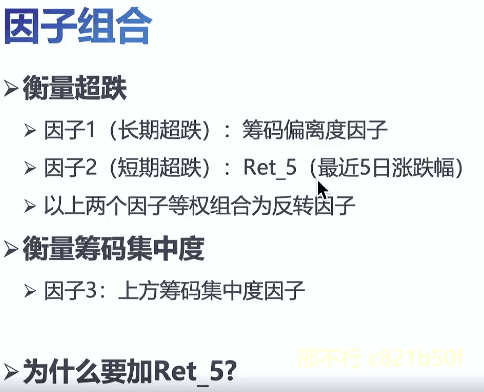 因子组合
➢衡量超跌
➢ 因子1（长期超跌）：筹码偏离度因子
➢ 因子2（短期超跌）：Ret_5（最近5日涨跌幅）
➢ 以上两个因子等权组合为反转因子
➢衡量筹码集中度
➢ 因子3：上方筹码集中度因子
➢为什么要加Ret_5?